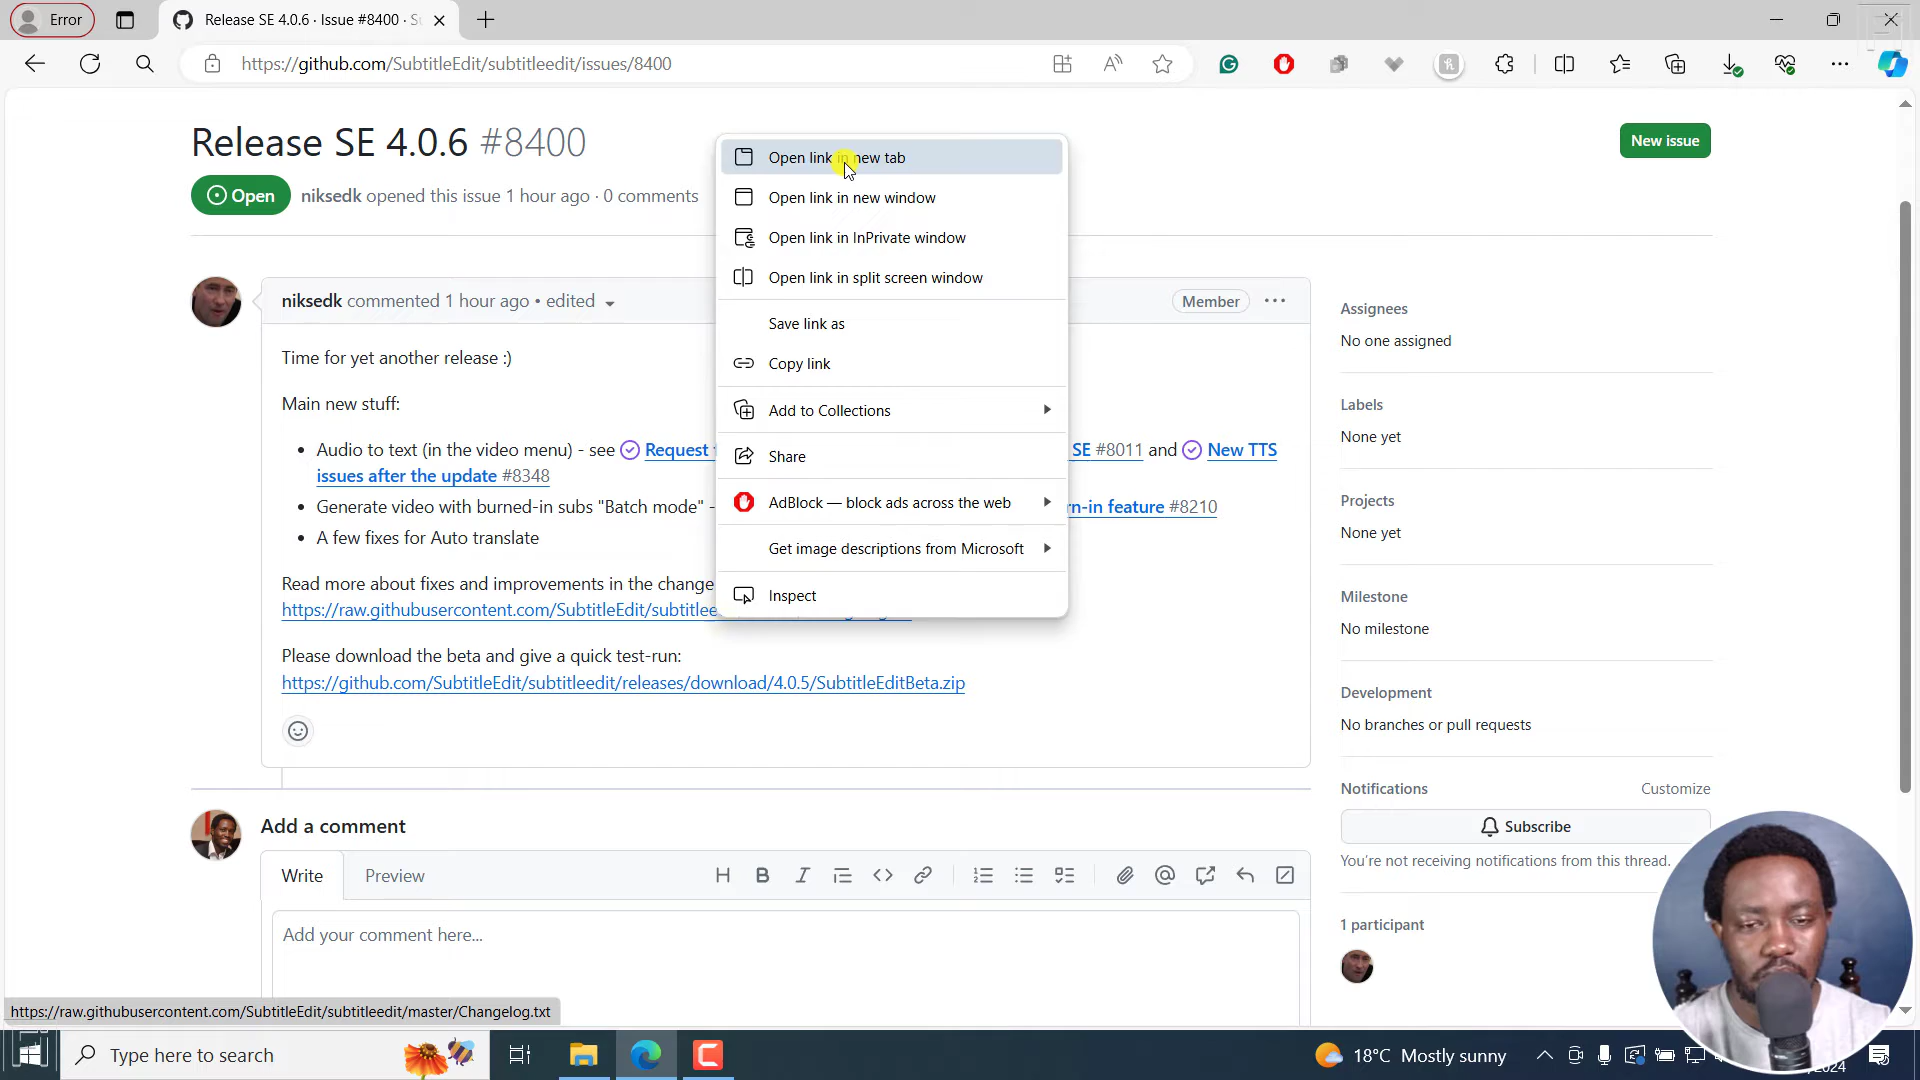 Error
Release SE 4.0.6 · Issue #8400 ·
https://github.com/SubtitleEdit/subtitleedit/issues/8400
Release SE 4.0.6 #8400
New issue
Open
niksedk opened this issue 1 hour ago · 0 comments
Open link in new tab
Open link in new window
Open link in InPrivate window
Open link in split screen window
Save link as
Copy link
Add to Collections
Share
AdBlock — block ads across the web
Get image descriptions from Microsoft
Inspect
niksedk commented 1 hour ago • edited
Member
Time for yet another release :)
Main new stuff:
• Audio to text (in the video menu) - see Request SE #8011 and New TTS
issues after the update #8348
• Generate video with burned-in subs "Batch mode" - rn-in feature #8210
• A few fixes for Auto translate
Read more about fixes and improvements in the change
https://raw.githubusercontent.com/SubtitleEdit/subtitlee
Please download the beta and give a quick test-run:
https://github.com/SubtitleEdit/subtitleedit/releases/download/4.0.5/SubtitleEditBeta.zip
Assignees
No one assigned
Labels
None yet
Projects
None yet
Milestone
No milestone
Development
No branches or pull requests
Notifications
Customize
Subscribe
You're not receiving notifications from this thread.
1 participant
Add a comment
Write
Preview
Add your comment here...
https://raw.githubusercontent.com/SubtitleEdit/subtitleedit/master/Changelog.txt
Type here to search
18°C Mostly sunny
2024